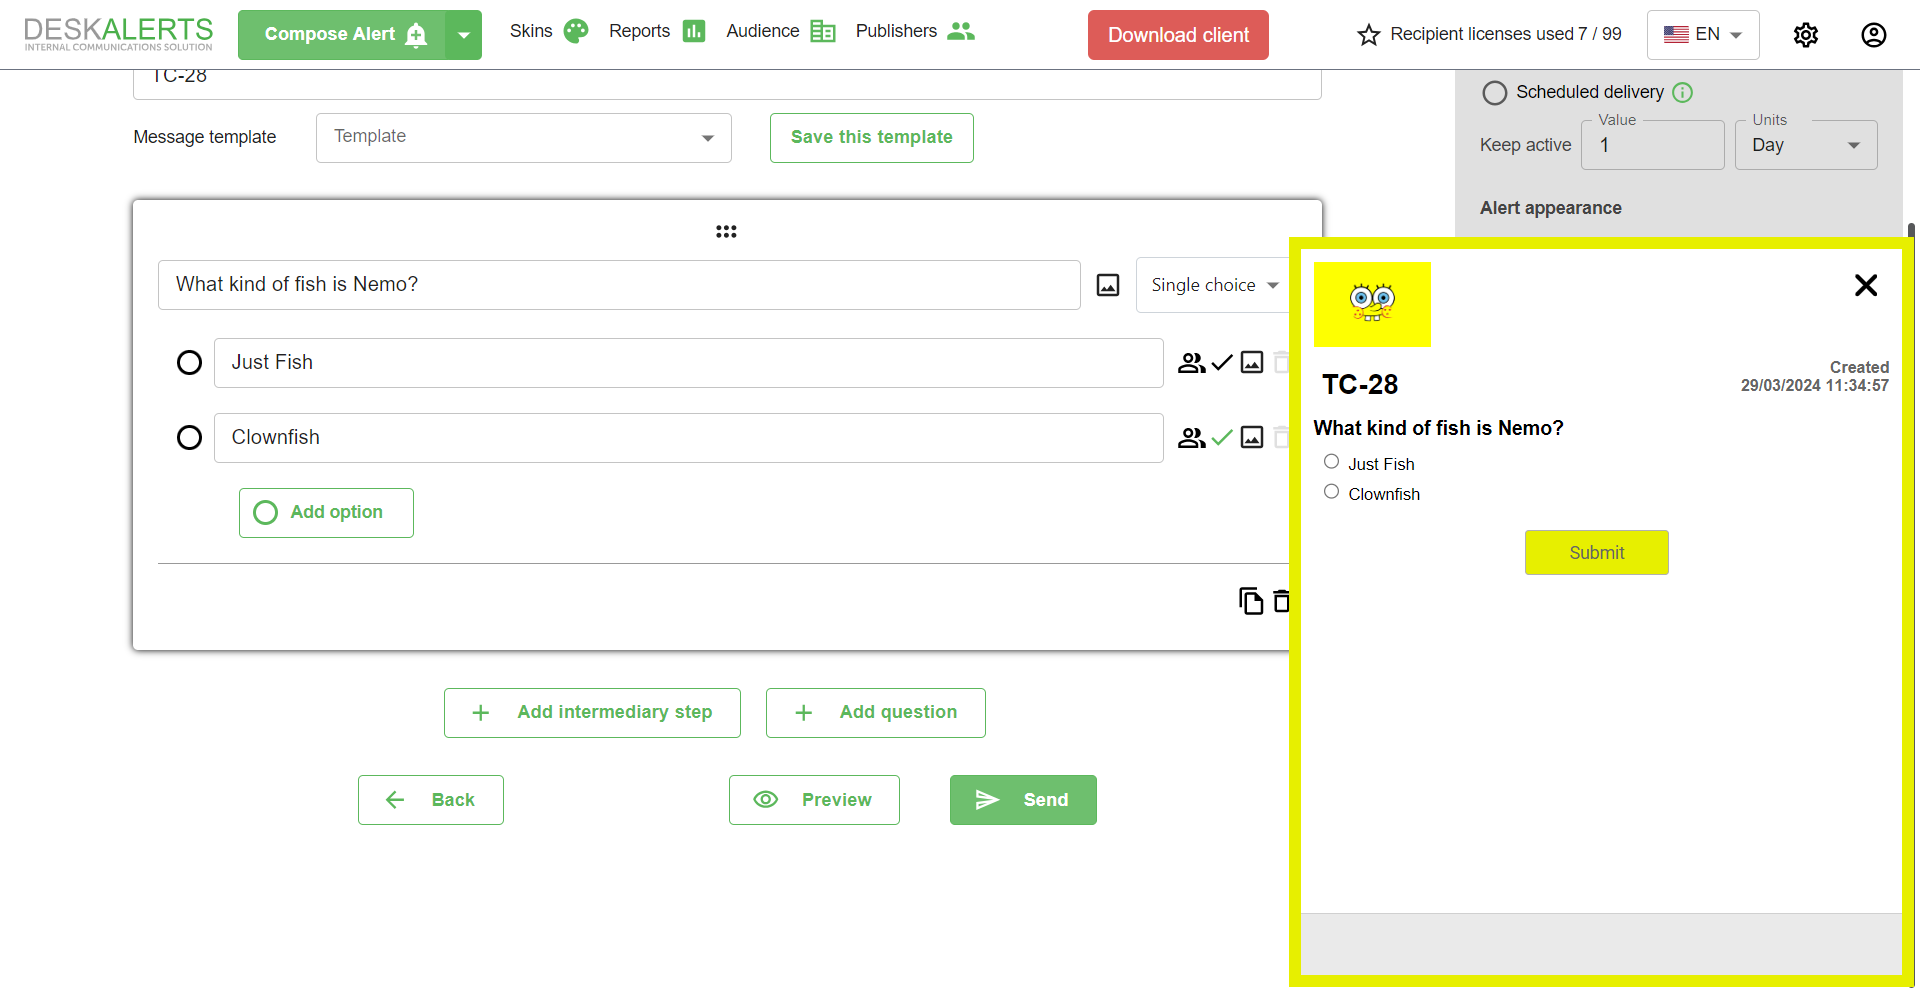 DESKALERTS
INTERNAL COMMUNICATIONS SOLUTION
Compose Alert
Skins
Reports
Audience
Publishers
Download client
Recipient licenses used 7 / 99
EN
TC-28
Message template
Template
Save this template
What kind of fish is Nemo?
Single choice
Just Fish
Clownfish
Add option
Add intermediary step
Add question
Back
Preview
Send
Scheduled delivery
Keep active
Value
1
Units
Day
Alert appearance
TC-28
Created
29/03/2024 11:34:57
What kind of fish is Nemo?
Just Fish
Clownfish
Submit